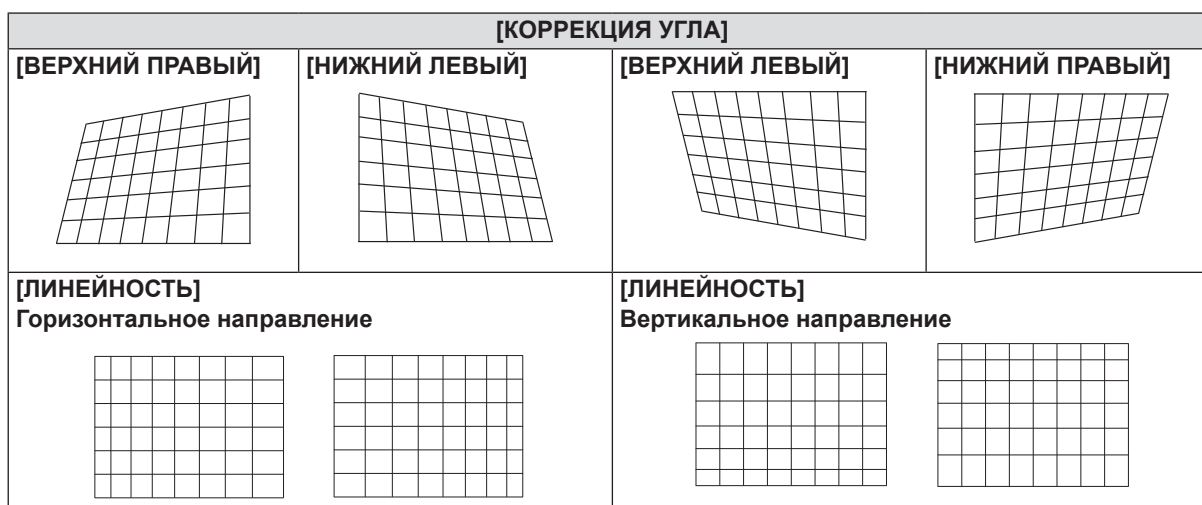 [КОРРЕКЦИЯ УГЛА]
[ВЕРХНИЙ ПРАВЫЙ]
[НИЖНИЙ ЛЕВЫЙ]
[ВЕРХНИЙ ЛЕВЫЙ]
[НИЖНИЙ ПРАВЫЙ]
[ЛИНЕЙНОСТЬ]
Горизонтальное направление
[ЛИНЕЙНОСТЬ]
Вертикальное направление